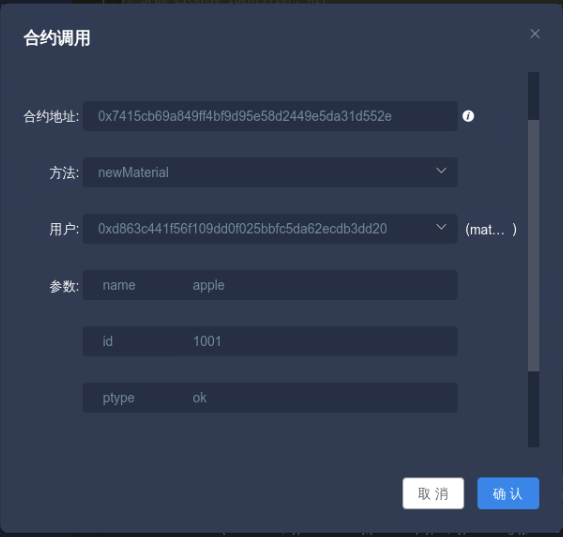 合约调用
合约地址: 0x7415cb69a849ff4bf9d95e58d2449e5da31d552e
方法: newMaterial
用户: 0xd863c441f56f109dd0f025bbfc5da62ecdb3dd20 (mat... )
参数: name apple
id 1001
ptype ok
取 消 确 认